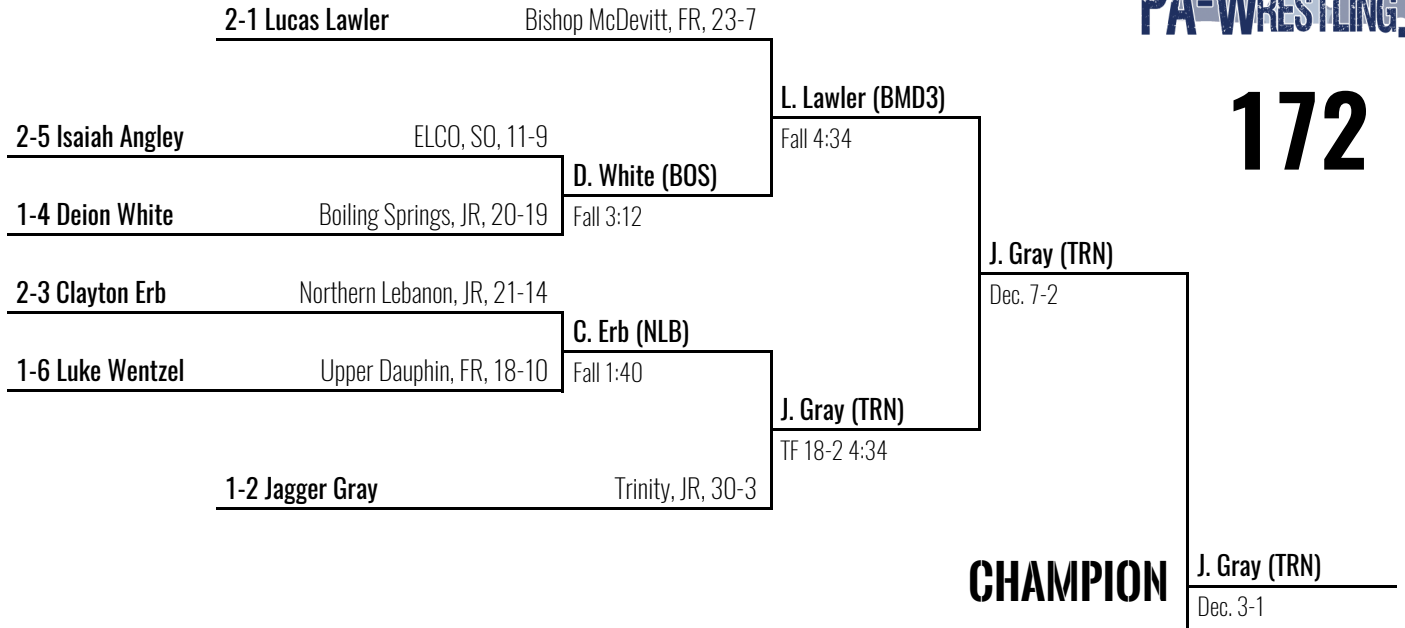 2-1 Lucas Lawler Bishop McDevitt, FR, 23-7
PA-WRESTLING.
172
L. Lawler (BMD3)
Fall 4:34
2-5 Isaiah Angley ELCO, SO, 11-9
D. White (BOS)
Fall 3:12
1-4 Deion White Boiling Springs, JR, 20-19
J. Gray (TRN)
Dec. 7-2
2-3 Clayton Erb Northern Lebanon, JR, 21-14
C. Erb (NLB)
Fall 1:40
1-6 Luke Wentzel Upper Dauphin, FR, 18-10
J. Gray (TRN)
TF 18-2 4:34
1-2 Jagger Gray Trinity, JR, 30-3
CHAMPION
J. Gray (TRN)
Dec. 3-1